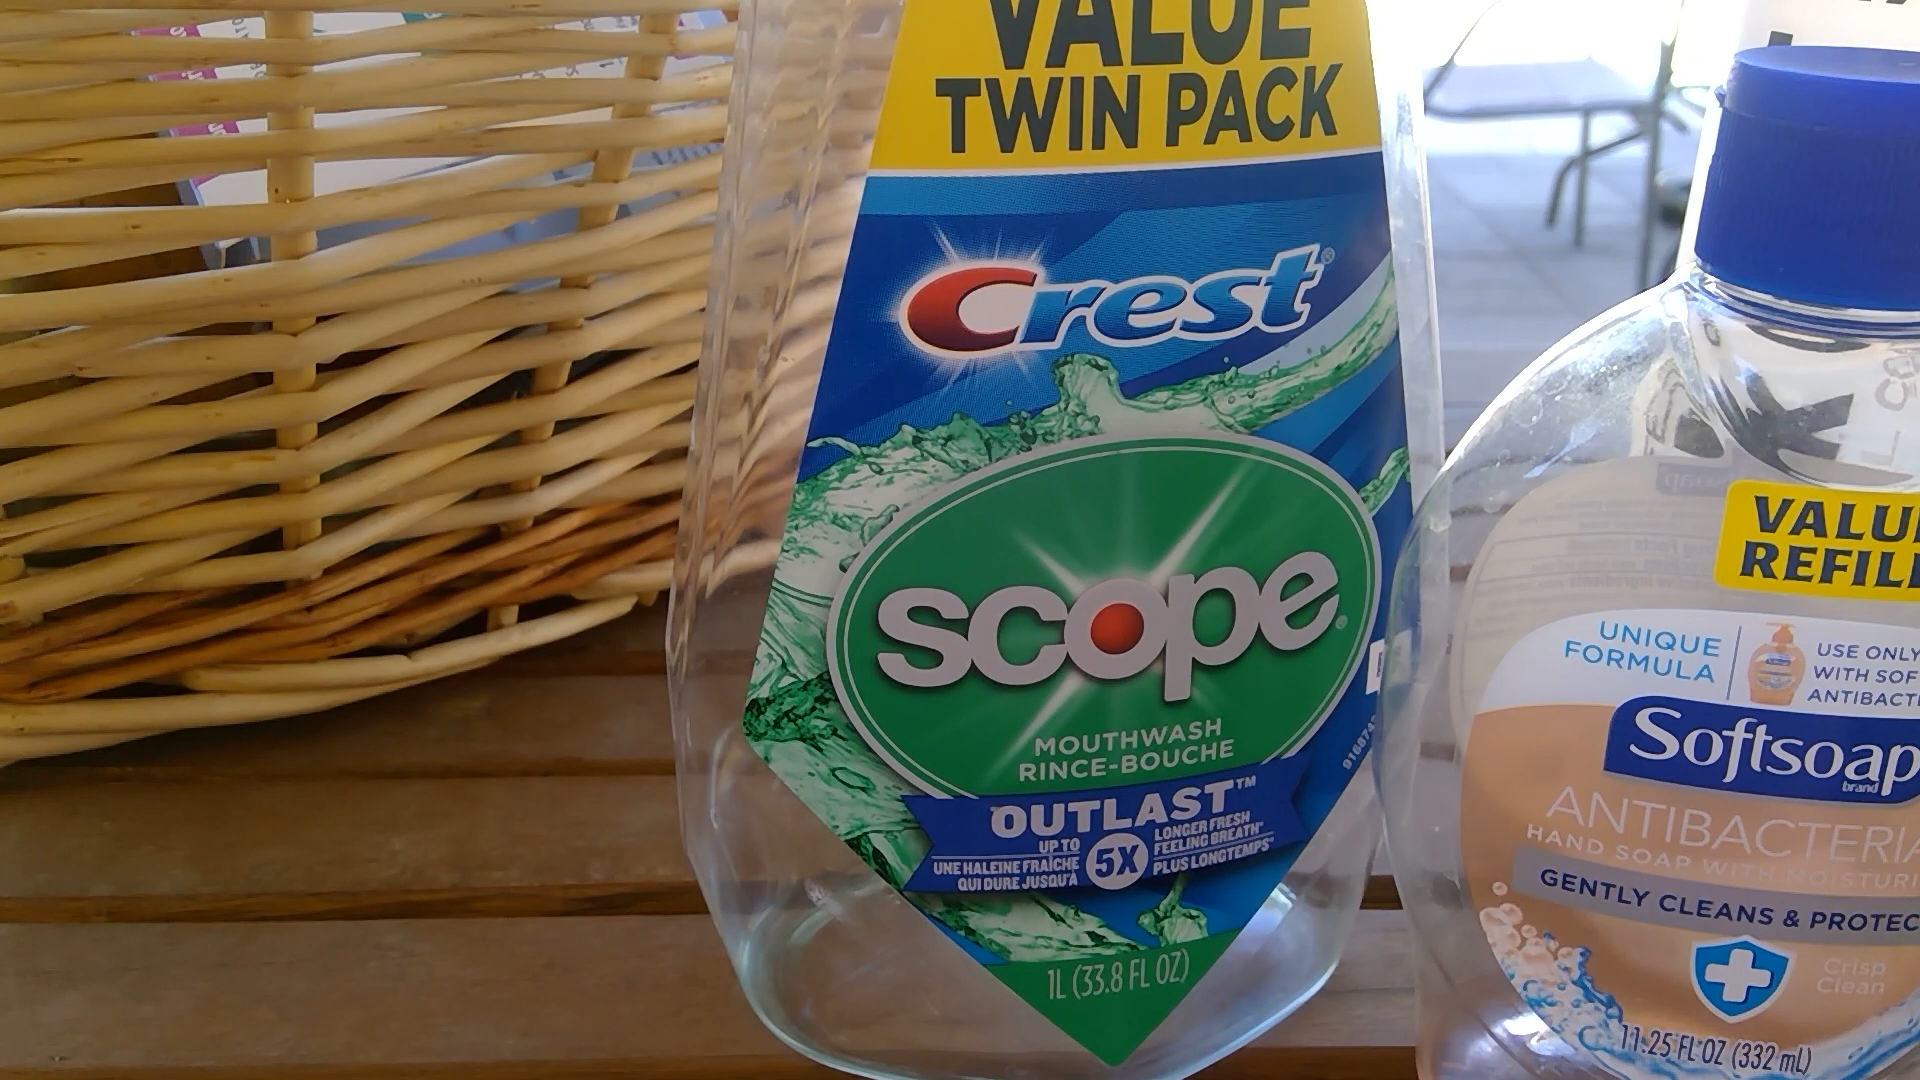 VALUE
TWIN PACK
Crest
scope
MOUTHWASH
RINCE-BOUCHE
OUTLAST™
UP TO
5X
LONGER FRESH
FEELING BREATH*
UNE HALEINE FRAÎCHE
QUI DURE JUSQU'À
PLUS LONGTEMPS*
1L (33.8 FL OZ)
VALU
REFIL
UNIQUE
FORMULA
USE ONLY
WITH SOF
ANTIBACT
Softsoap
brand
ANTIBACTERIA
HAND SOAP WITH MOISTURI
GENTLY CLEANS & PROTEC
Crisp
Clean
11.25 FL OZ (332 mL)